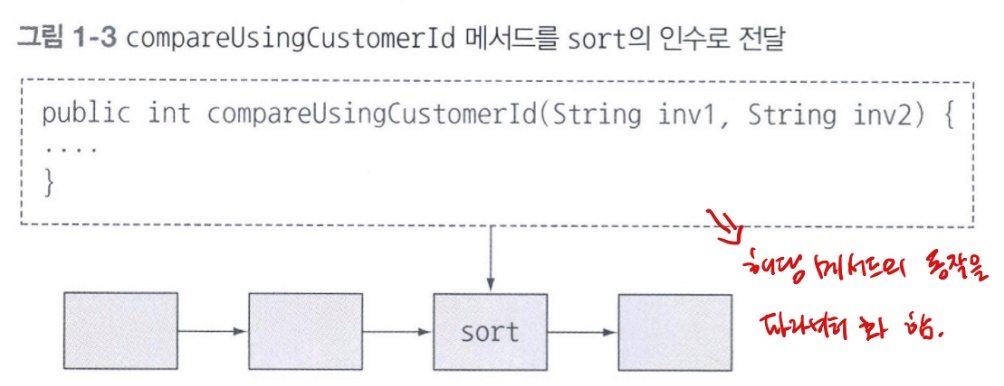 그림 1-3 compareUsingCustomerId 메서드를 sort의 인수로 전달
public int compareUsingCustomerId(String inv1, String inv2) {
....
}
해당 메서드의 동작을
파라미터 화 함.
sort